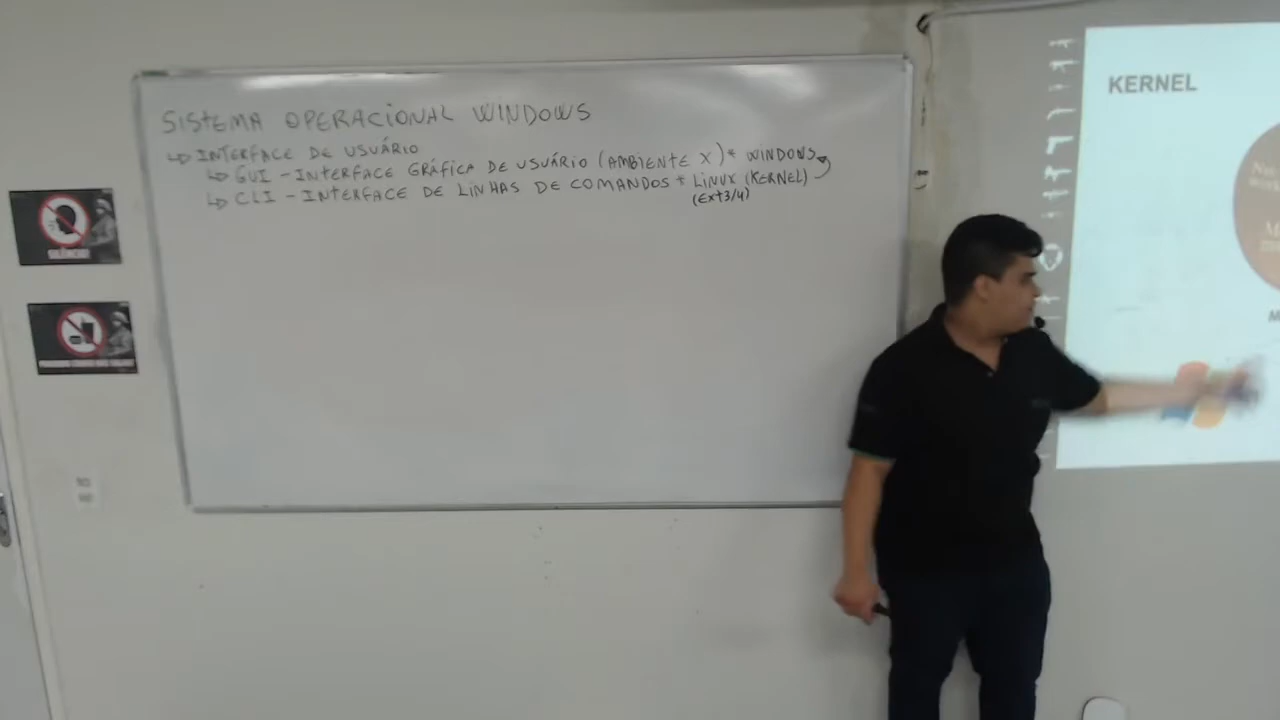 SISTEMA OPERACIONAL WINDOWS
↳ INTERFACE DE USUÁRIO
↳ GUI - INTERFACE GRÁFICA DE USUÁRIO (AMBIENTE X) * WINDOWS
↳ CLI - INTERFACE DE LINHAS DE COMANDOS * LINUX (KERNEL)
(Ext3/4)
KERNEL